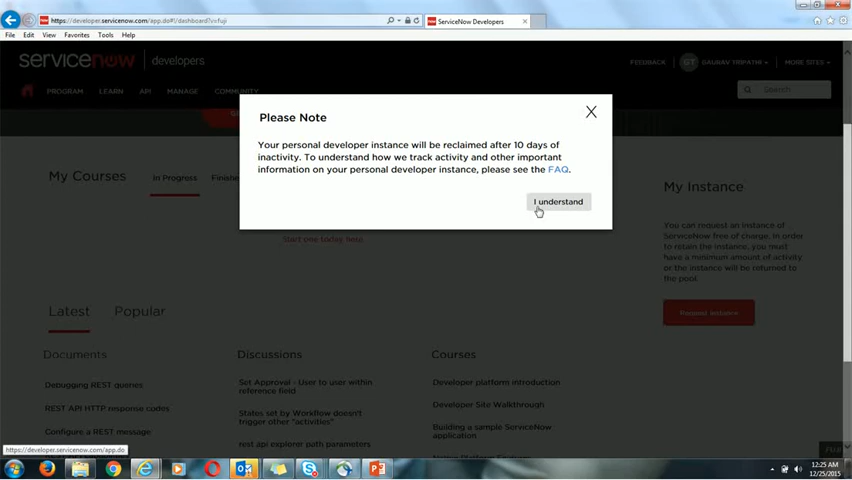 https://developer.servicenow.com/app.do#!/dashboard?v=fuji
ServiceNow Developers
File Edit View Favorites Tools Help
servicenow developers
FEEDBACK GT GAURAV TRIPATHI MORE SITES
PROGRAM LEARN API MANAGE COMMUNITY
Search
Please Note
X
Your personal developer instance will be reclaimed after 10 days of
inactivity. To understand how we track activity and other important
information on your personal developer instance, please see the FAQ.
I understand
My Courses In Progress Finished
Start one today here
My Instance
You can request an instance of
ServiceNow free of charge. In order
to retain the instance, you must
have a minimum amount of activity
or the instance will be returned to
the pool.
Request Instance
Latest Popular
Documents
Debugging REST queries
REST API HTTP response codes
Configure a REST message
Discussions
Set Approval - User to user within
reference field
States set by Workflow doesn't
trigger other "activities"
rest api explorer path parameters
Courses
Developer platform introduction
Developer Site Walkthrough
Building a sample ServiceNow
application
https://developer.servicenow.com/app.do
12:25 AM
12/25/2015